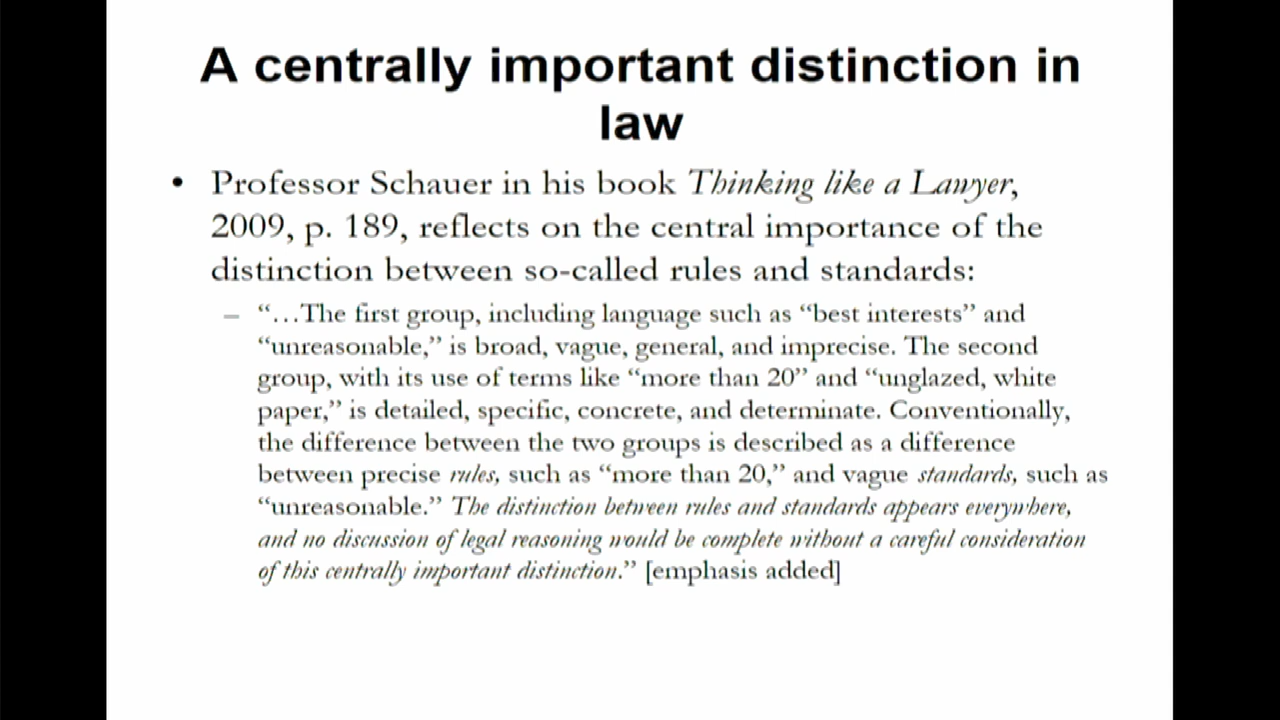 A centrally important distinction in
law
• Professor Schauer in his book Thinking like a Lawyer,
2009, p. 189, reflects on the central importance of the
distinction between so-called rules and standards:
– “…The first group, including language such as “best interests” and
“unreasonable,” is broad, vague, general, and imprecise. The second
group, with its use of terms like “more than 20” and “unglazed, white
paper,” is detailed, specific, concrete, and determinate. Conventionally,
the difference between the two groups is described as a difference
between precise rules, such as “more than 20,” and vague standards, such as
“unreasonable.” The distinction between rules and standards appears everywhere,
and no discussion of legal reasoning would be complete without a careful consideration
of this centrally important distinction.” [emphasis added]